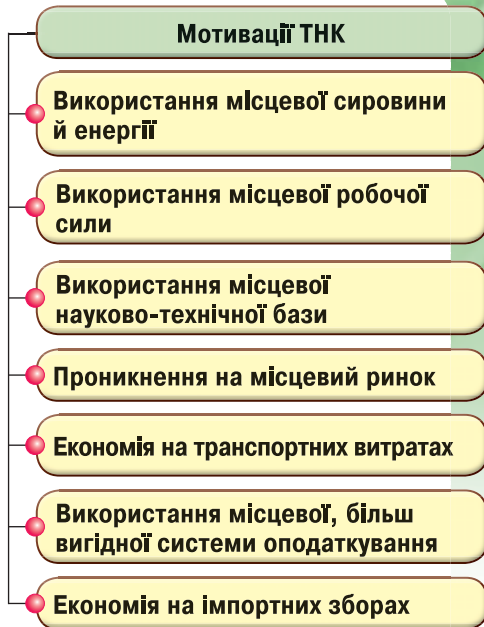 Мотивації ТНК
Використання місцевої сировини
й енергії
Використання місцевої робочої
сили
Використання місцевої
науково-технічної бази
Проникнення на місцевий ринок
Економія на транспортних витратах
Використання місцевої, більш
вигідної системи оподаткування
Економія на імпортних зборах